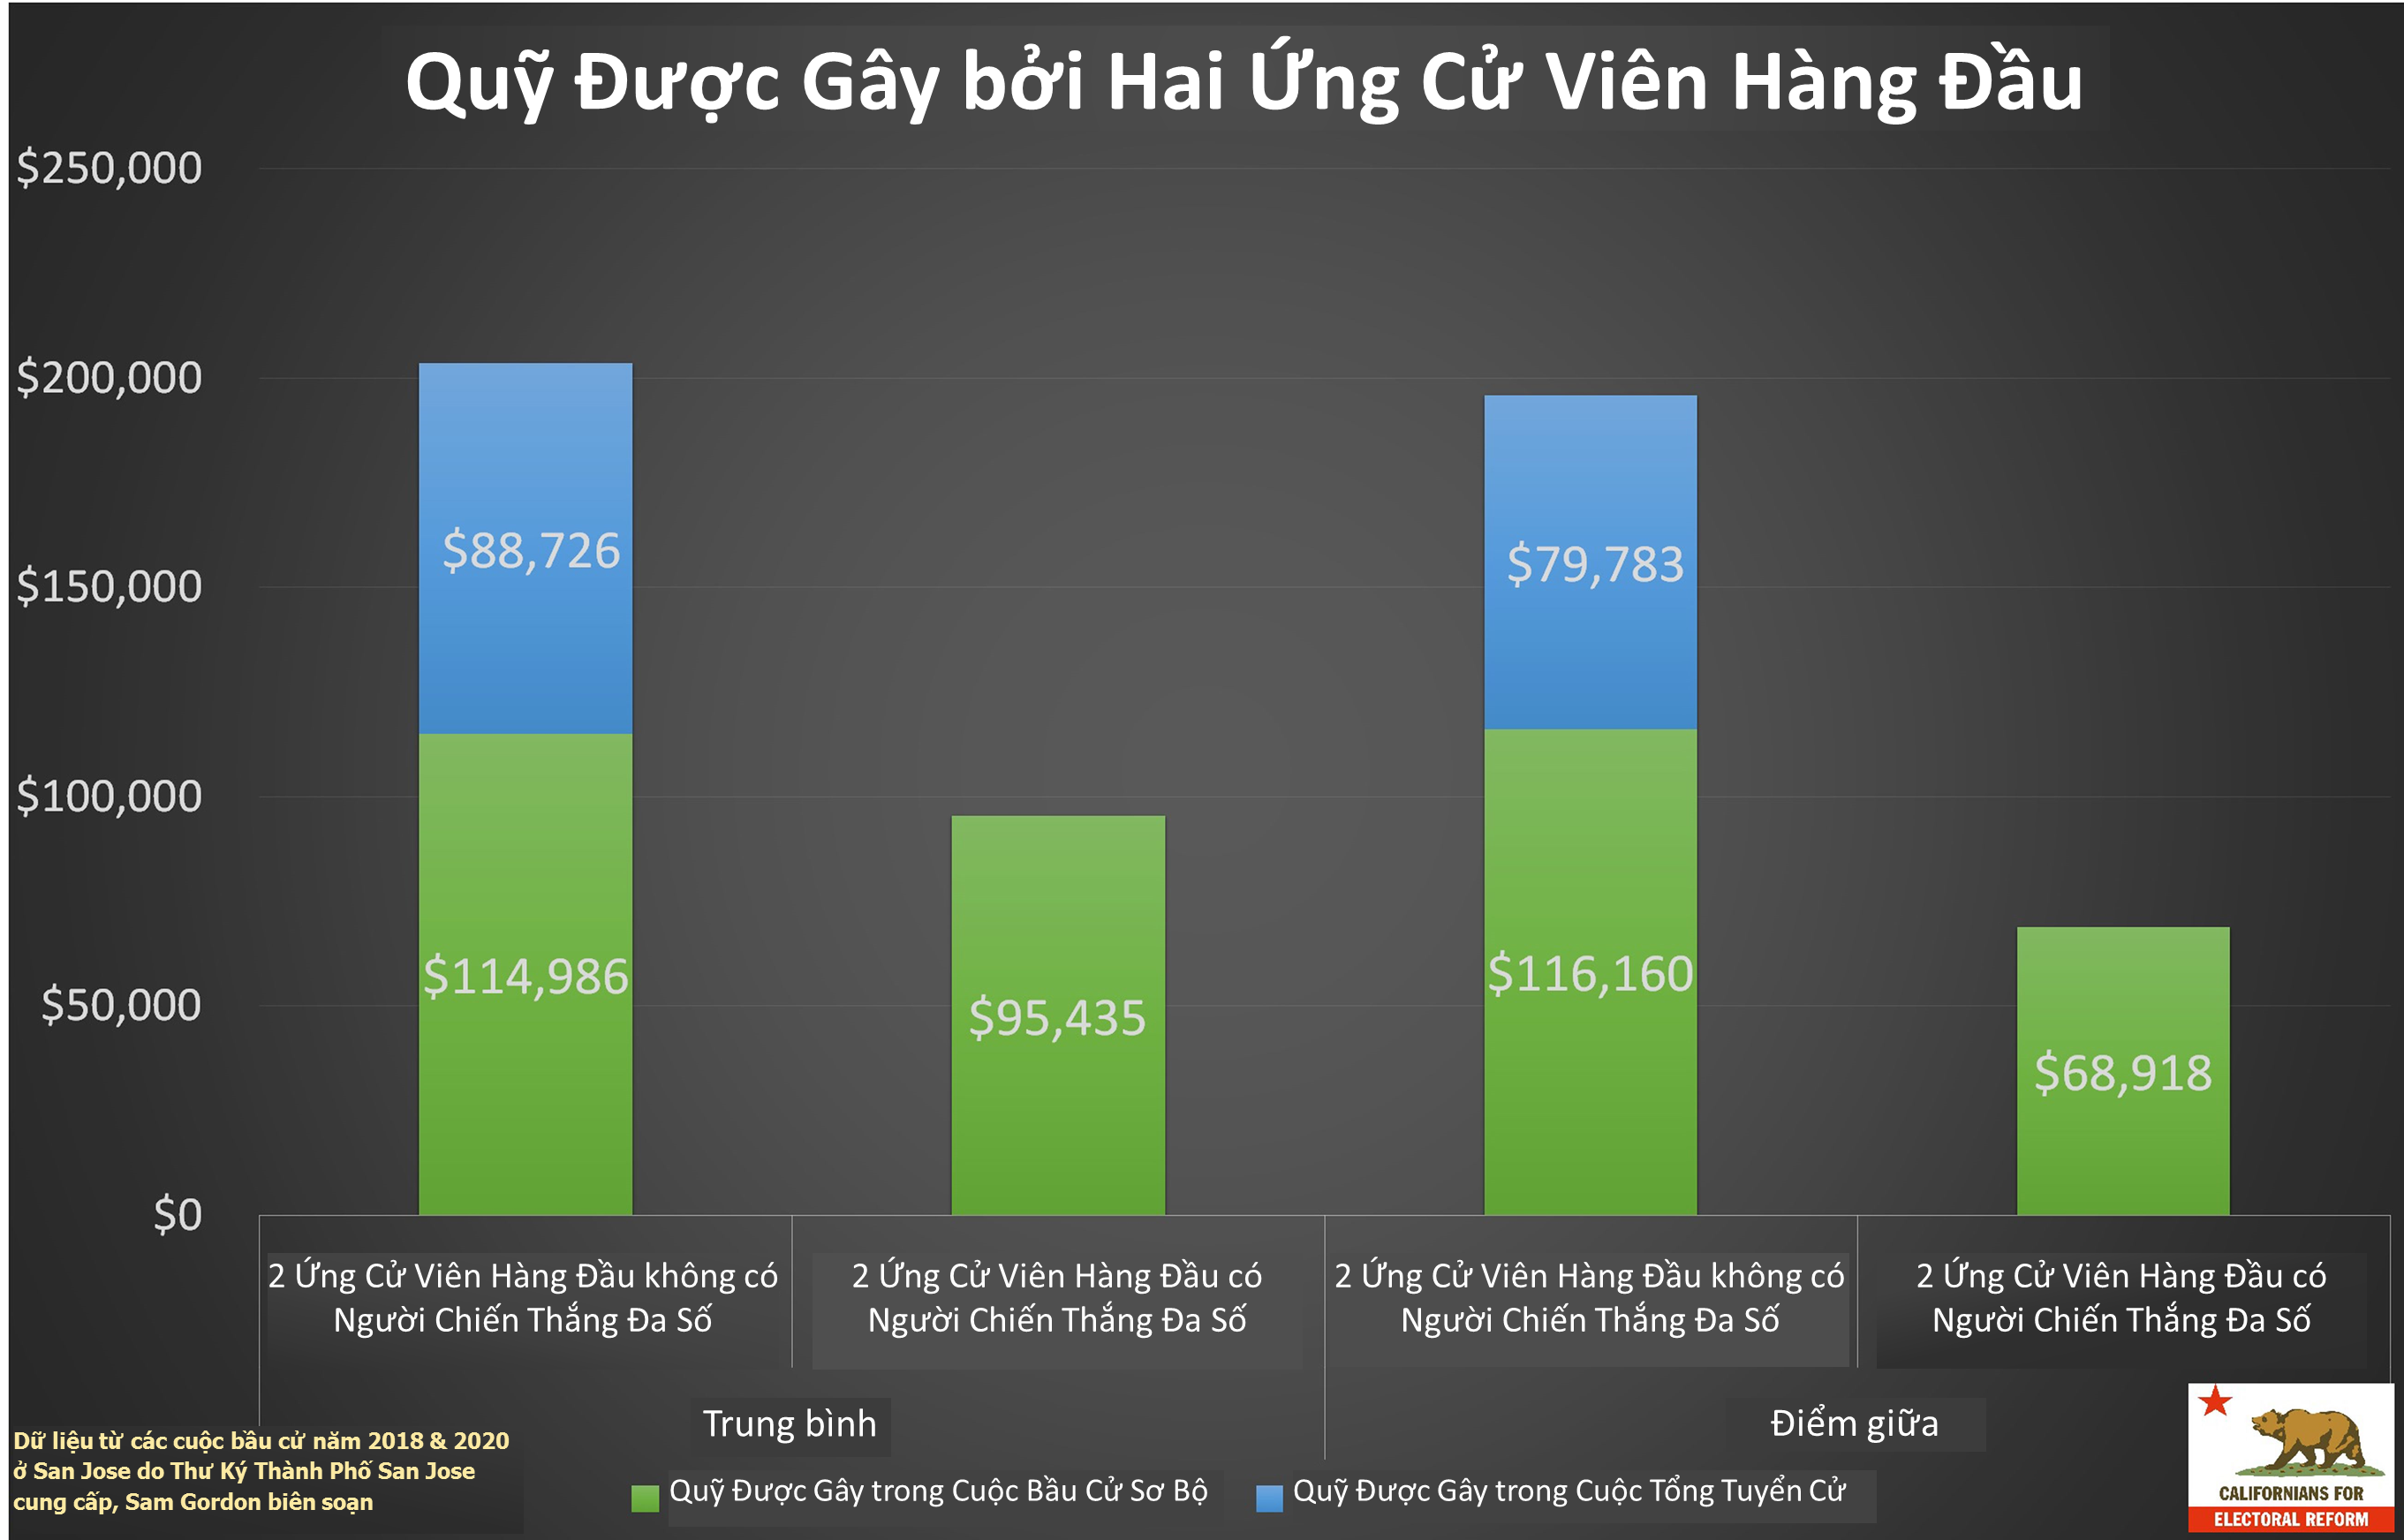 Quỹ Được Gây bởi Hai Ứng Cử Viên Hàng Đầu
$250,000
$200,000
$150,000
$100,000
$50,000
$0
$88,726
$114,986
$95,435
$79,783
$116,160
$68,918
2 Ứng Cử Viên Hàng Đầu không có
Người Chiến Thắng Đa Số
2 Ứng Cử Viên Hàng Đầu có
Người Chiến Thắng Đa Số
2 Ứng Cử Viên Hàng Đầu không có
Người Chiến Thắng Đa Số
2 Ứng Cử Viên Hàng Đầu có
Người Chiến Thắng Đa Số
Trung bình
Điểm giữa
Dữ liệu từ các cuộc bầu cử năm 2018 & 2020
ở San Jose do Thư Ký Thành Phố San Jose
cung cấp, Sam Gordon biên soạn
Quỹ Được Gây trong Cuộc Bầu Cử Sơ Bộ
Quỹ Được Gây trong Cuộc Tổng Tuyển Cử
CALIFORNIANS FOR
ELECTORAL REFORM